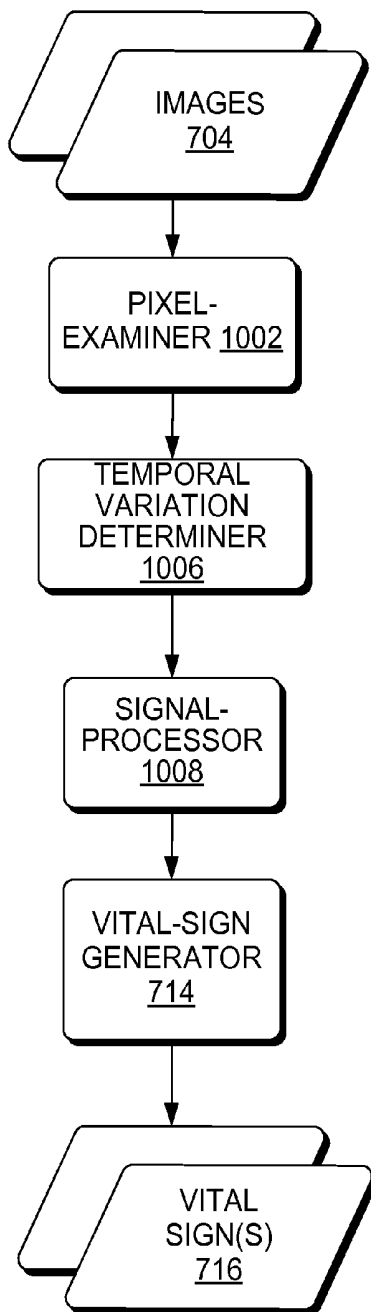 IMAGES
704
PIXEL-
EXAMINER 1002
TEMPORAL
VARIATION
DETERMINER
1006
SIGNAL-
PROCESSOR
1008
VITAL-SIGN
GENERATOR
714
VITAL
SIGN(S)
716